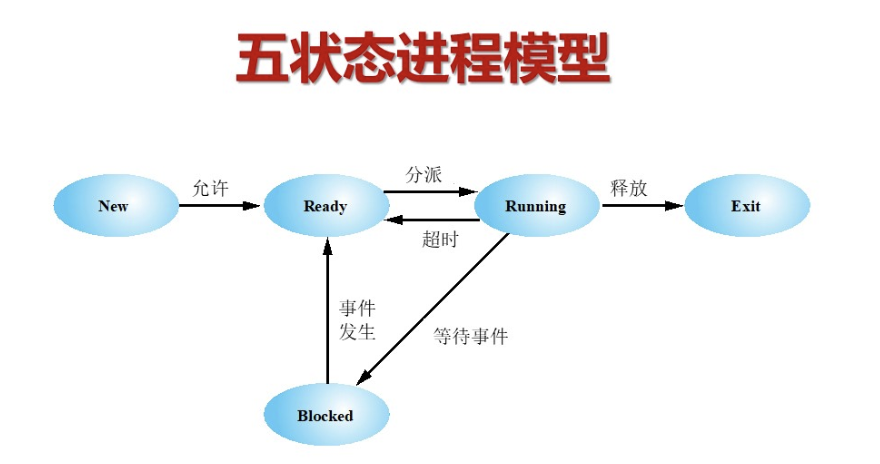 五状态进程模型
New
允许
Ready
分派
超时
Running
释放
Exit
事件
发生
等待事件
Blocked